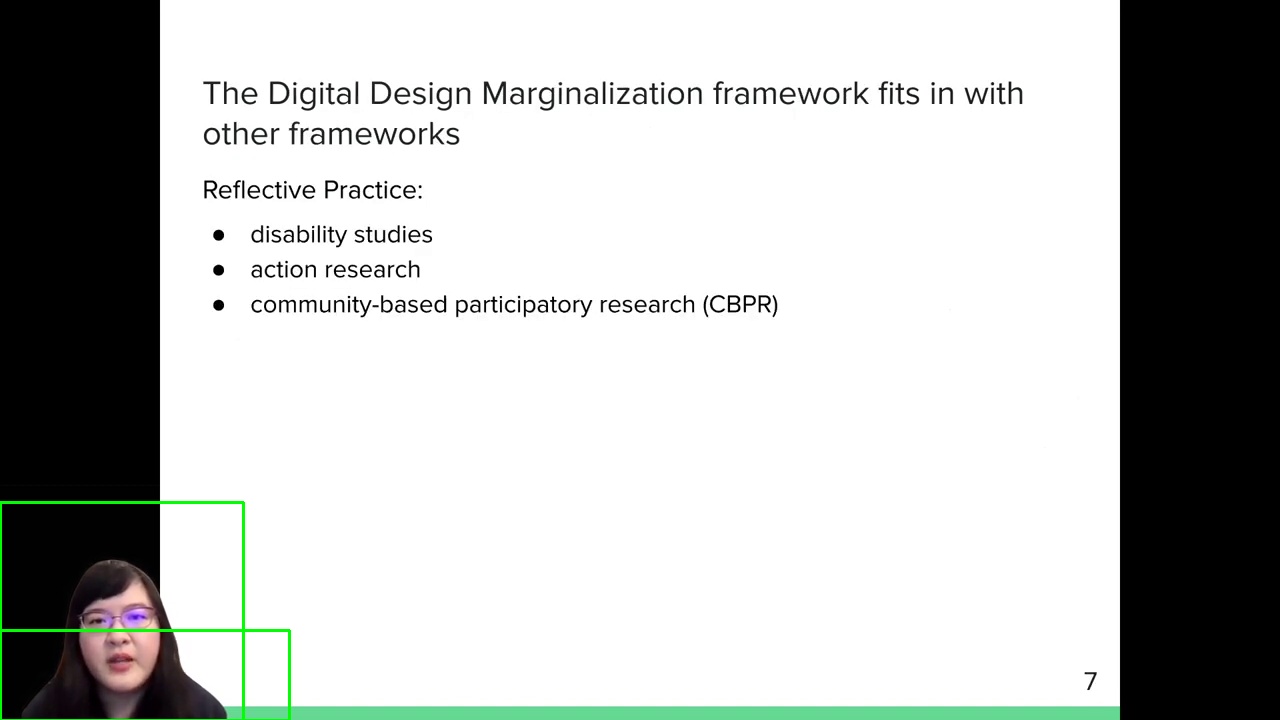 The Digital Design Marginalization framework fits in with
other frameworks
Reflective Practice:
● disability studies
● action research
● community-based participatory research (CBPR)
7